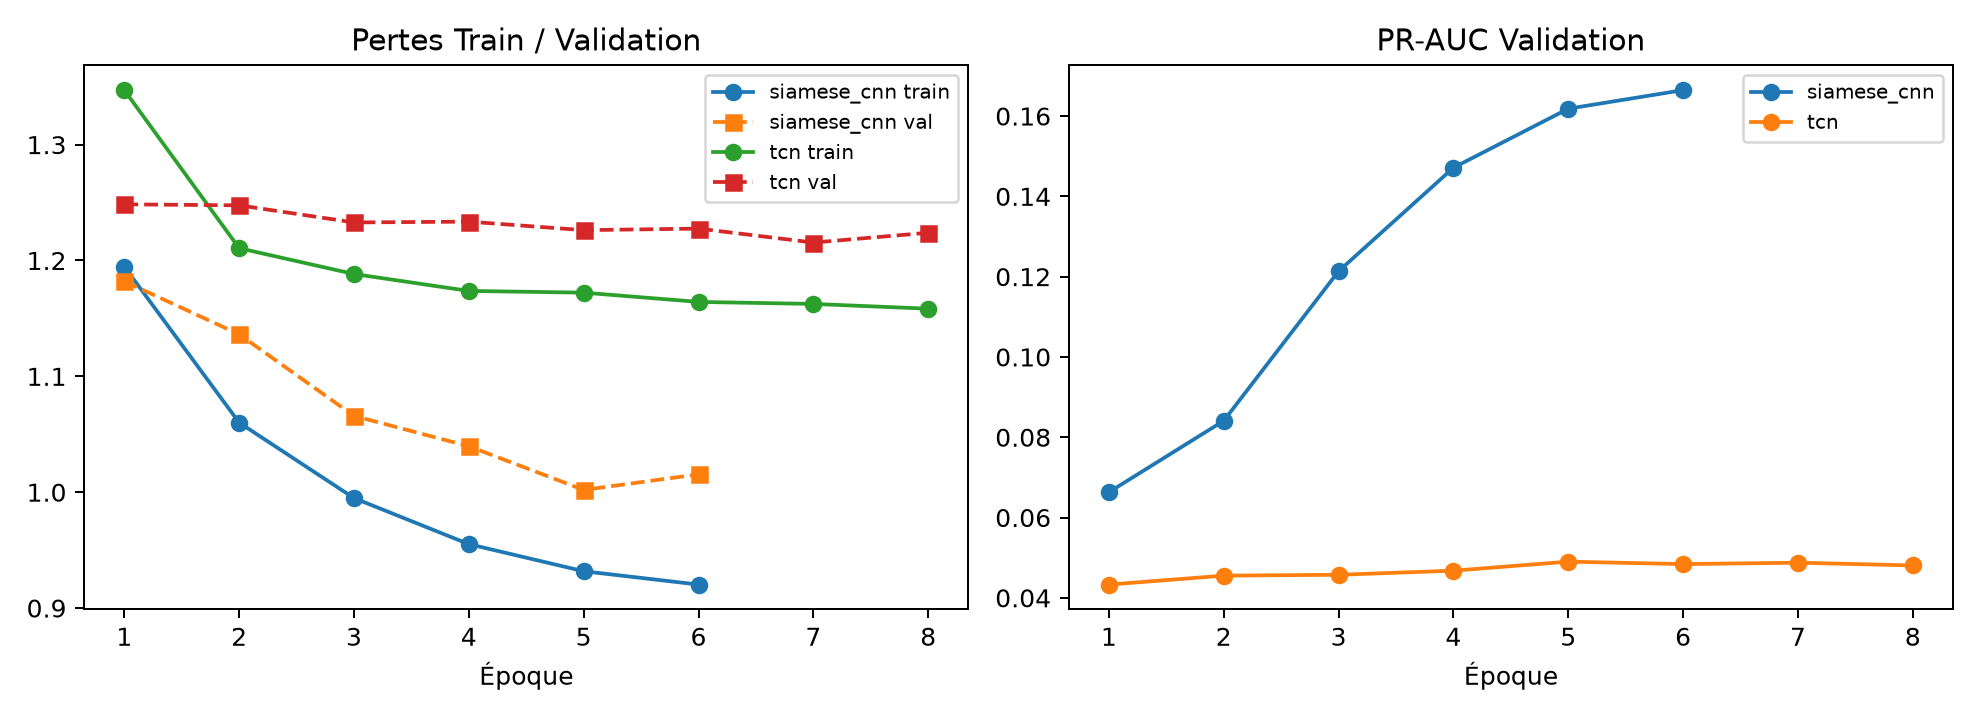 Pertes Train / Validation
siamese_cnn train
siamese_cnn val
tcn train
tcn val
1.3
1.2
1.1
1.0
0.9
1 2 3 4 5 6 7 8
Époque
PR-AUC Validation
siamese_cnn
tcn
0.16
0.14
0.12
0.10
0.08
0.06
0.04
1 2 3 4 5 6 7 8
Époque